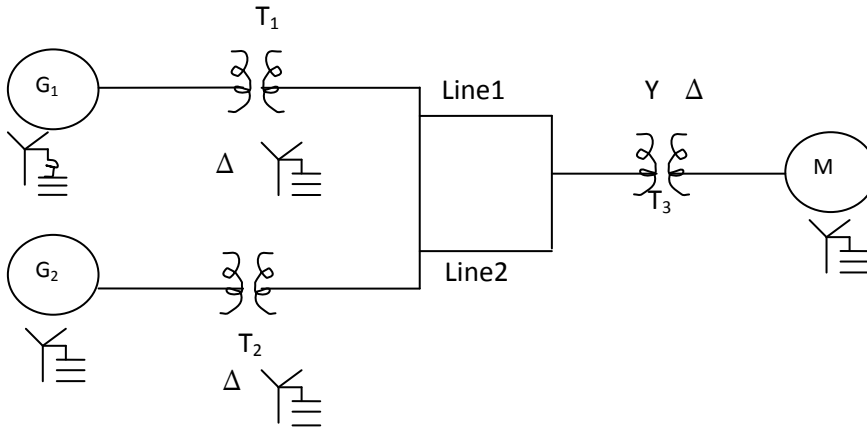 T₁
G₁
Line1
Y Δ
Δ
M
T₃
G₂
Line2
T₂
Δ